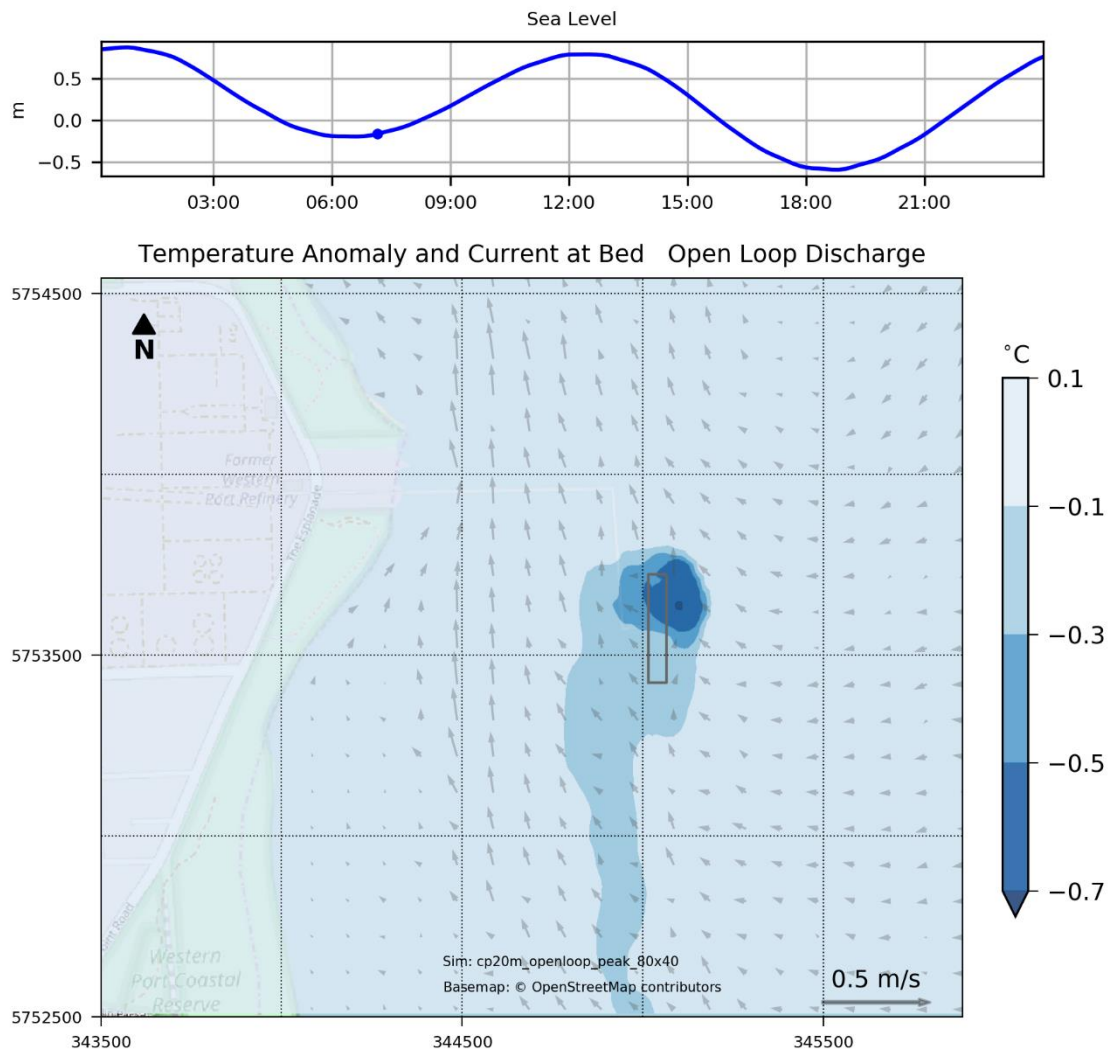 Sea Level
m
0.5
0.0
−0.5
03:00 06:00 09:00 12:00 15:00 18:00 21:00
Temperature Anomaly and Current at Bed   Open Loop Discharge
5754500
5753500
5752500
N
Former
Western
Port Refinery
The Esplanade
Road
Western
Port Coastal
Reserve
Sim: cp20m_openloop_peak_80x40
Basemap: © OpenStreetMap contributors
0.5 m/s
343500 344500 345500
°C
0.1
−0.1
−0.3
−0.5
−0.7